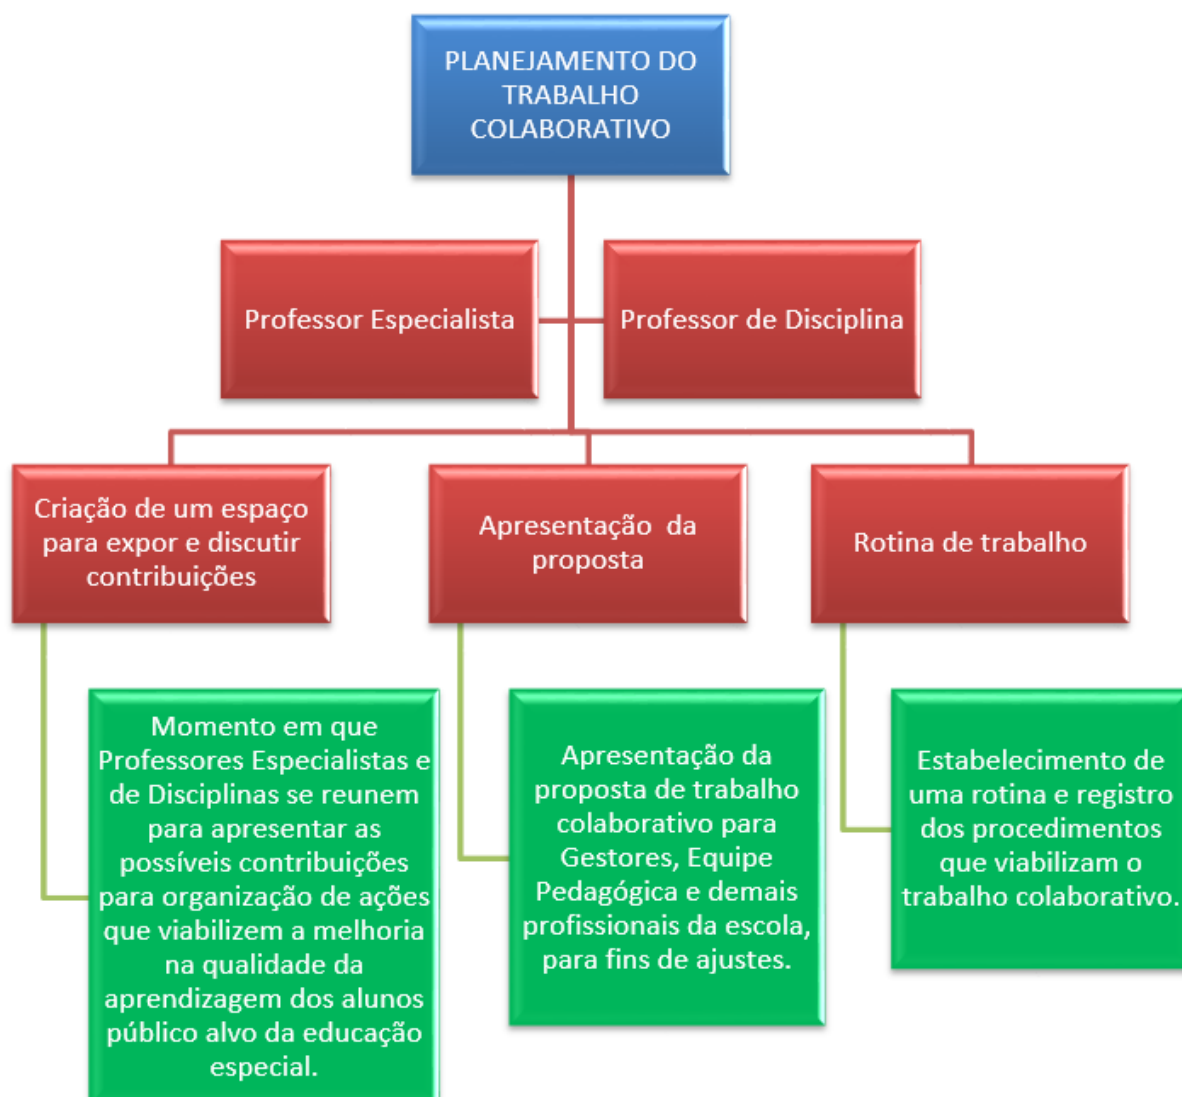 PLANEJAMENTO DO
TRABALHO
COLABORATIVO
Professor Especialista
Professor de Disciplina
Criação de um espaço
para expor e discutir
contribuições
Apresentação da
proposta
Rotina de trabalho
Momento em que
Professores Especialistas e
de Disciplinas se reunem
para apresentar as
possíveis contribuições
para organização de ações
que viabilizem a melhoria
na qualidade da
aprendizagem dos alunos
público alvo da educação
especial.
Apresentação da
proposta de trabalho
colaborativo para
Gestores, Equipe
Pedagógica e demais
profissionais da escola,
para fins de ajustes.
Estabelecimento de
uma rotina e registro
dos procedimentos
que viabilizam o
trabalho colaborativo.